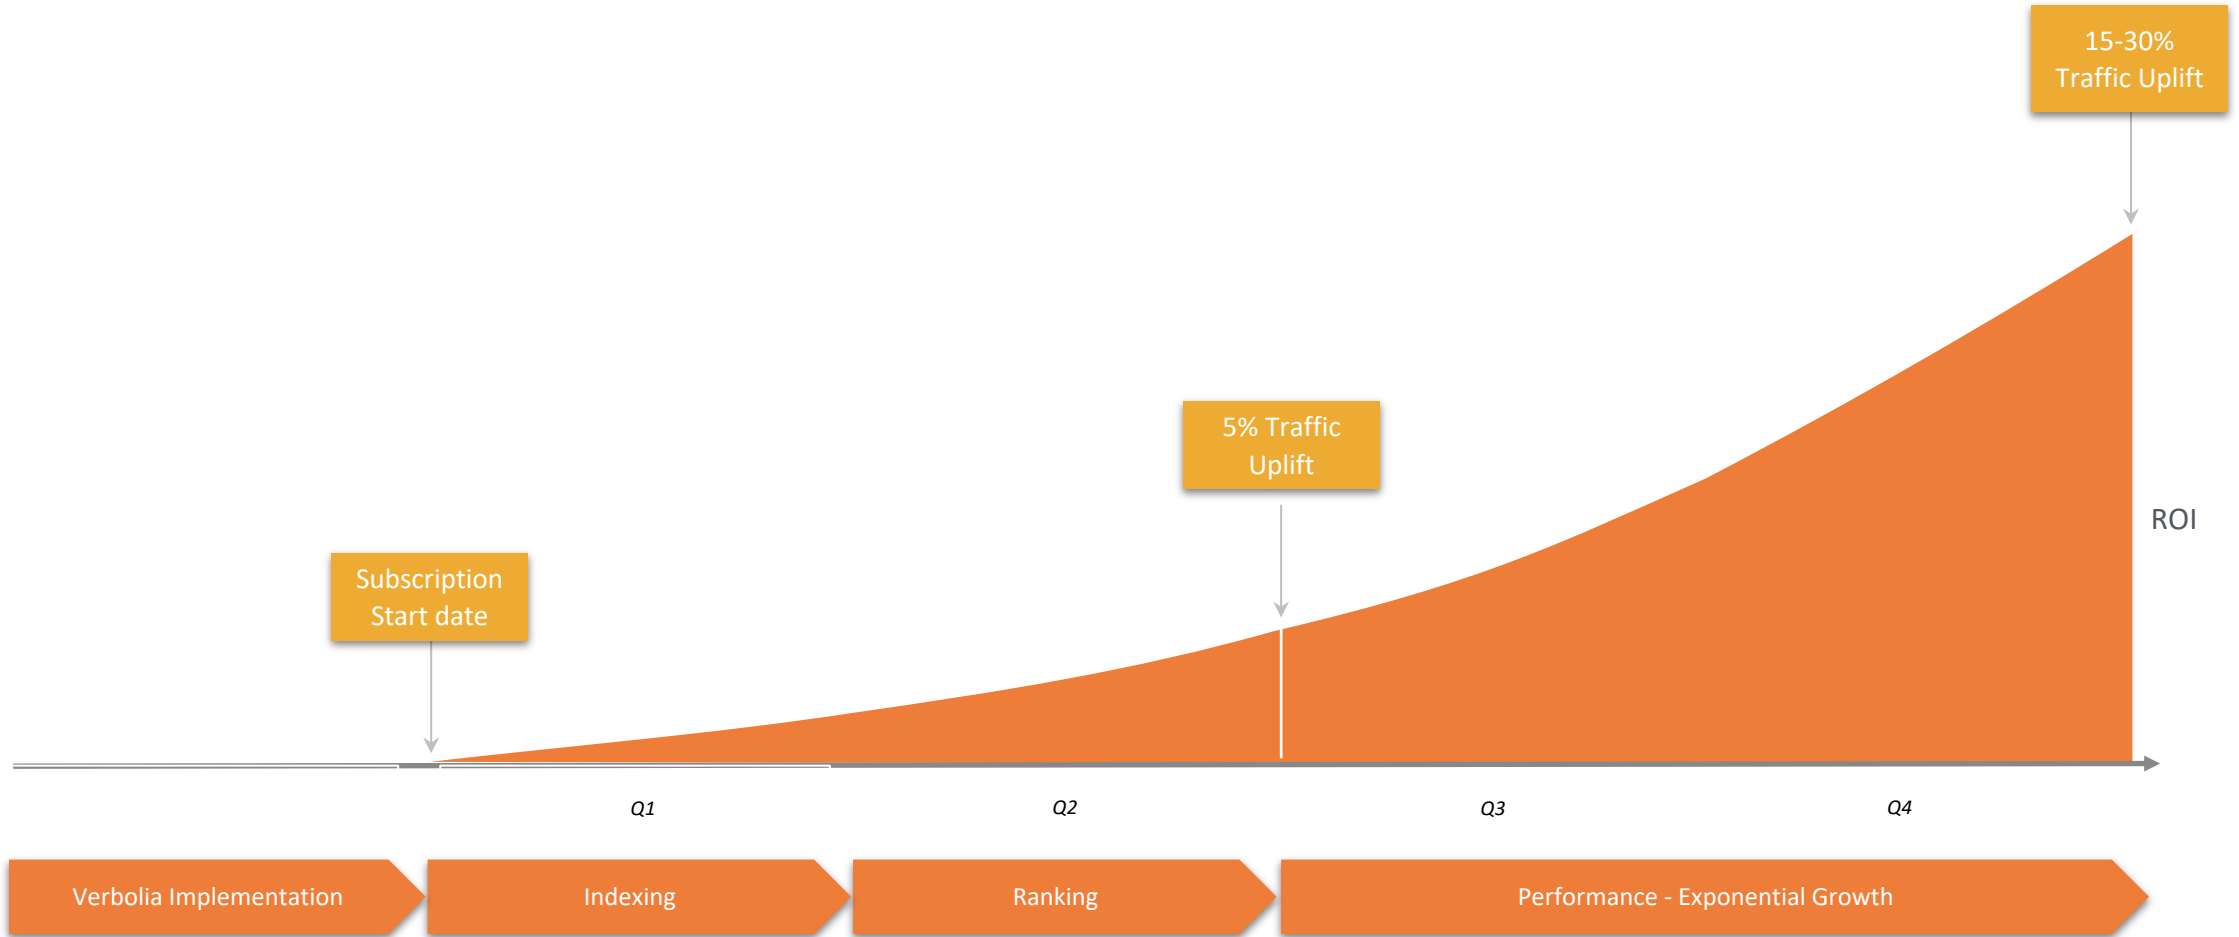 15-30%
Traffic Uplift
5% Traffic
Uplift
ROI
Subscription
Start date
Q1
Q2
Q3
Q4
Verbolia Implementation
Indexing
Ranking
Performance - Exponential Growth